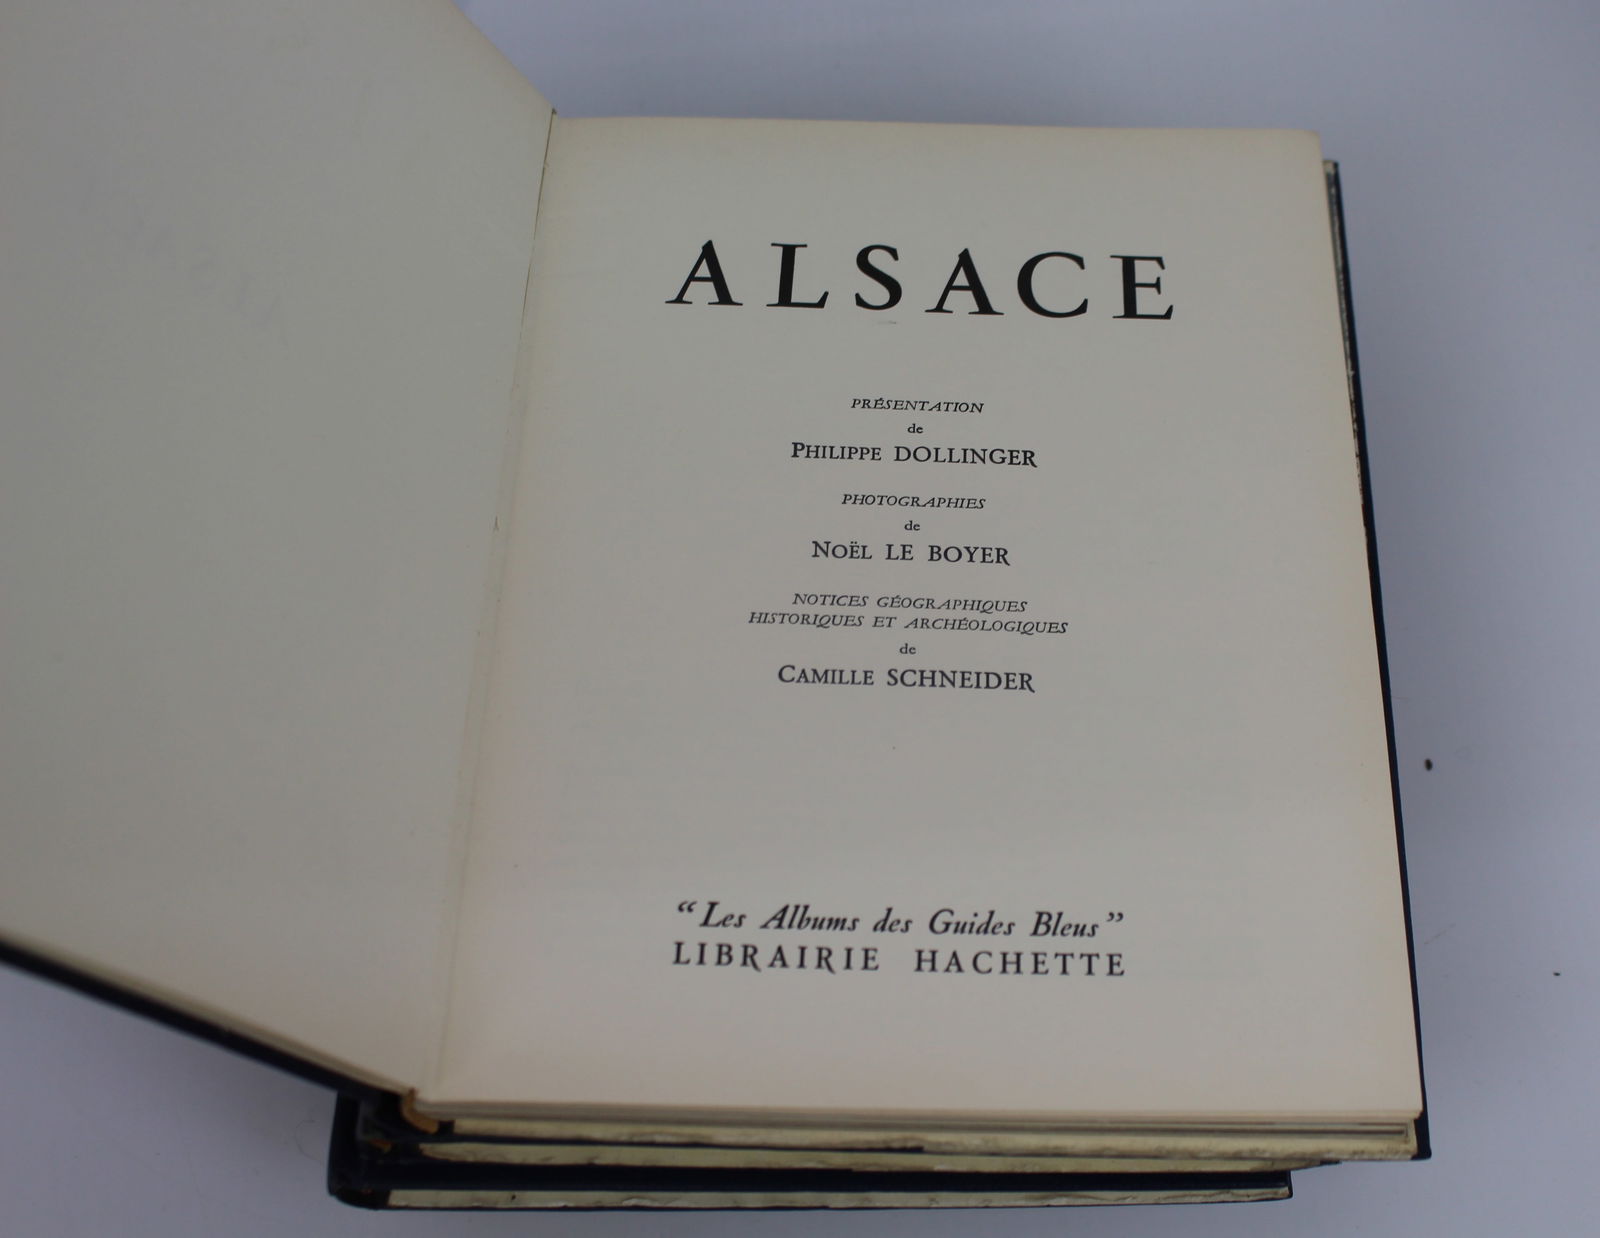 ALSACE
PRÉSENTATION
de
PHILIPPE DOLLINGER
PHOTOGRAPHIES
de
NOËL LE BOYER
NOTICES GÉOGRAPHIQUES
HISTORIQUES ET ARCHÉOLOGIQUES
de
CAMILLE SCHNEIDER
“Les Albums des Guides Bleus”
LIBRAIRIE HACHETTE